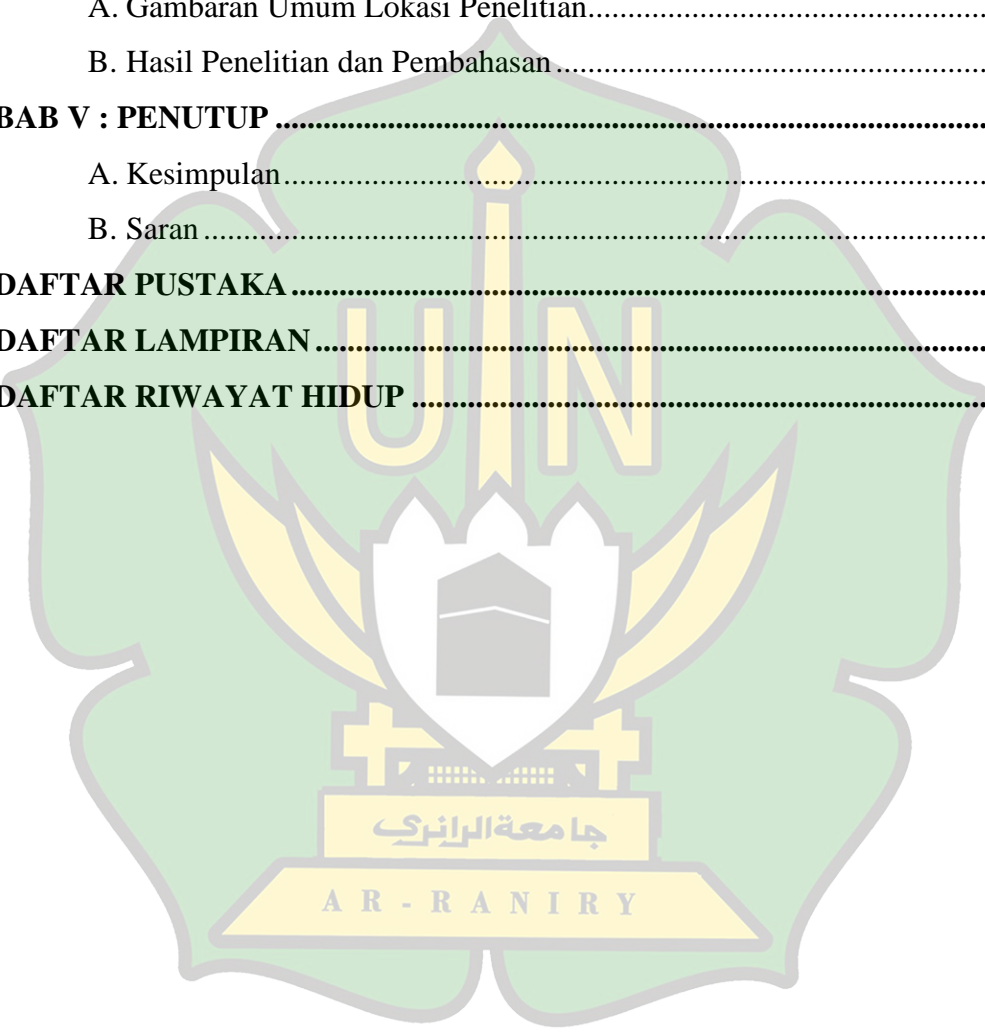 A. Gambaran Umum Lokasi Penelitian..............................................................
B. Hasil Penelitian dan Pembahasan..................................................................
BAB V : PENUTUP.........................................................................................................
A. Kesimpulan..........................................................................................................
B. Saran......................................................................................................................
DAFTAR PUSTAKA......................................................................................................
DAFTAR LAMPIRAN...................................................................................................
DAFTAR RIWAYAT HIDUP.....................................................................................
UIN
جامعة الرانري
AR-RANIRY